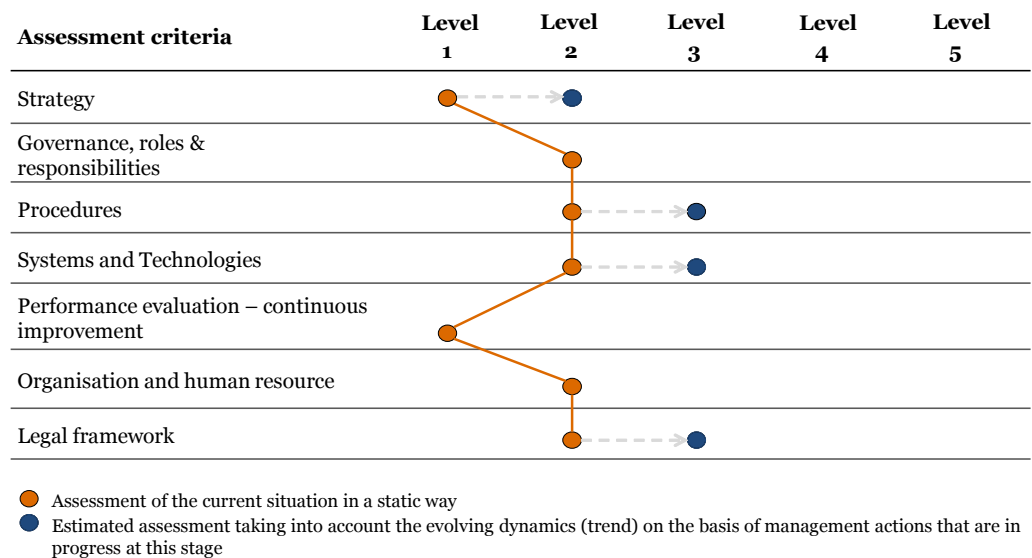 Assessment criteria
Level 1
Level 2
Level 3
Level 4
Level 5
Strategy
Governance, roles &
responsibilities
Procedures
Systems and Technologies
Performance evaluation – continuous
improvement
Organisation and human resource
Legal framework
Assessment of the current situation in a static way
Estimated assessment taking into account the evolving dynamics (trend) on the basis of management actions that are in
progress at this stage